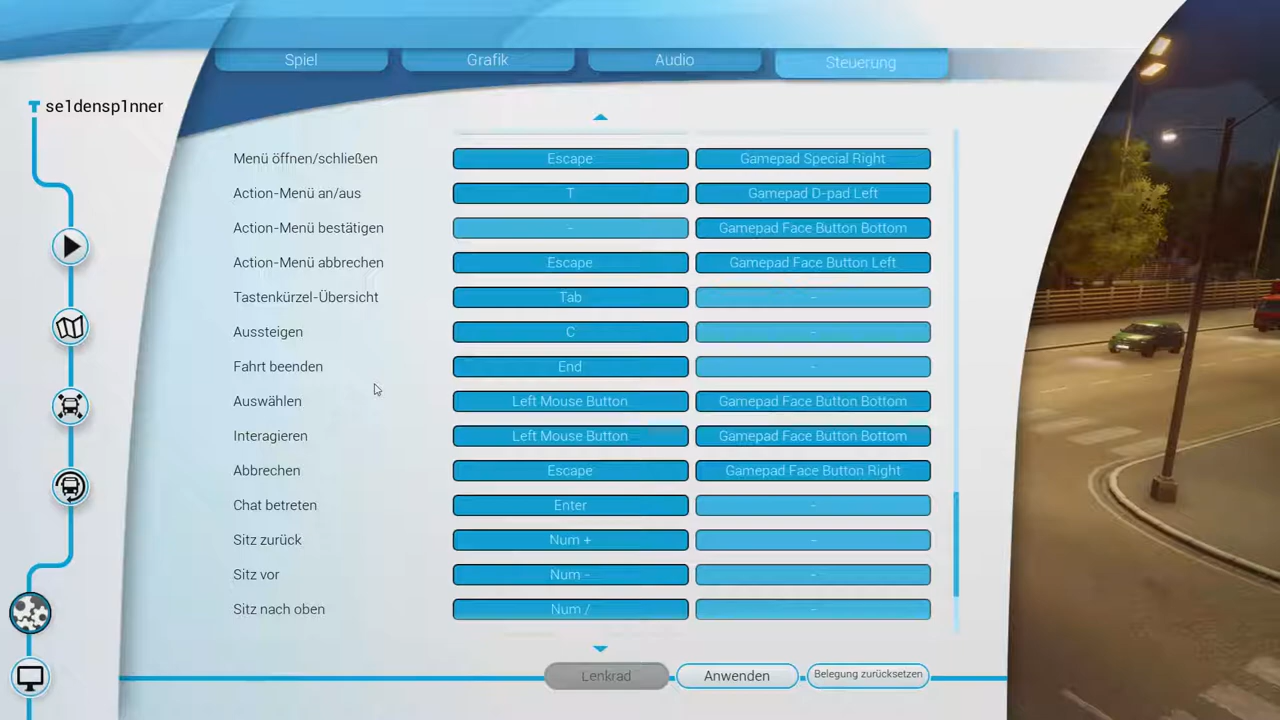 Spiel Grafik Audio Steuerung
se1densp1nner
Menü öffnen/schließen Escape Gamepad Special Right
Action-Menü an/aus T Gamepad D-pad Left
Action-Menü bestätigen - Gamepad Face Button Bottom
Action-Menü abbrechen Escape Gamepad Face Button Left
Tastenkürzel-Übersicht Tab -
Aussteigen C -
Fahrt beenden End -
Auswählen Left Mouse Button Gamepad Face Button Bottom
Interagieren Left Mouse Button Gamepad Face Button Bottom
Abbrechen Escape Gamepad Face Button Right
Chat betreten Enter -
Sitz zurück Num + -
Sitz vor Num - -
Sitz nach oben Num / -
Lenkrad Anwenden Belegung zurücksetzen